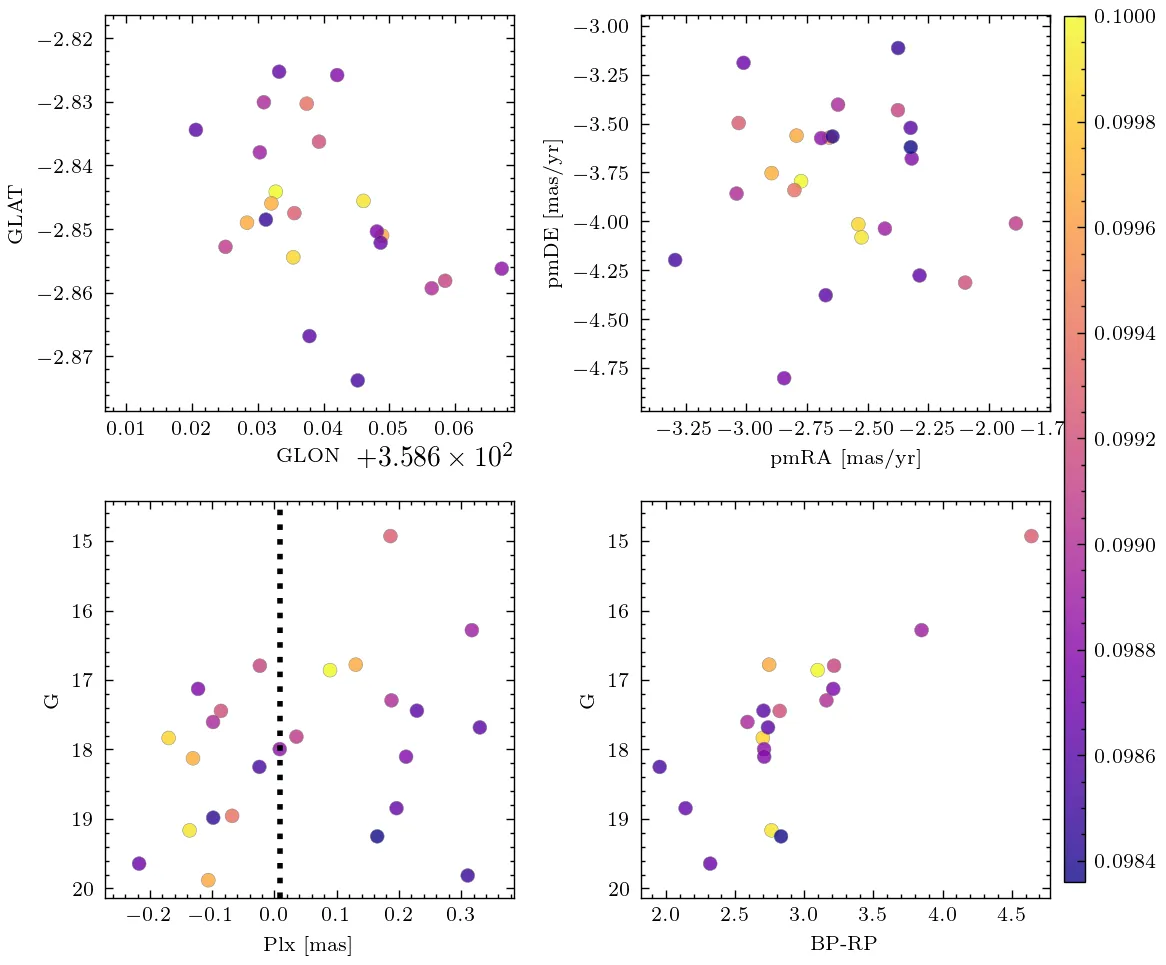 −2.82
−2.83
−2.84
−2.85
−2.86
−2.87
GLAT
0.01 0.02 0.03 0.04 0.05 0.06
GLON +3.586 × 10²
−3.00
−3.25
−3.50
−3.75
−4.00
−4.25
−4.50
−4.75
pmDE [mas/yr]
−3.25 −3.00 −2.75 −2.50 −2.25 −2.00 −1.7
pmRA [mas/yr]
15
16
17
18
19
20
G
−0.2 −0.1 0.0 0.1 0.2 0.3
Plx [mas]
15
16
17
18
19
20
G
2.0 2.5 3.0 3.5 4.0 4.5
BP-RP
0.1000
0.0998
0.0996
0.0994
0.0992
0.0990
0.0988
0.0986
0.0984